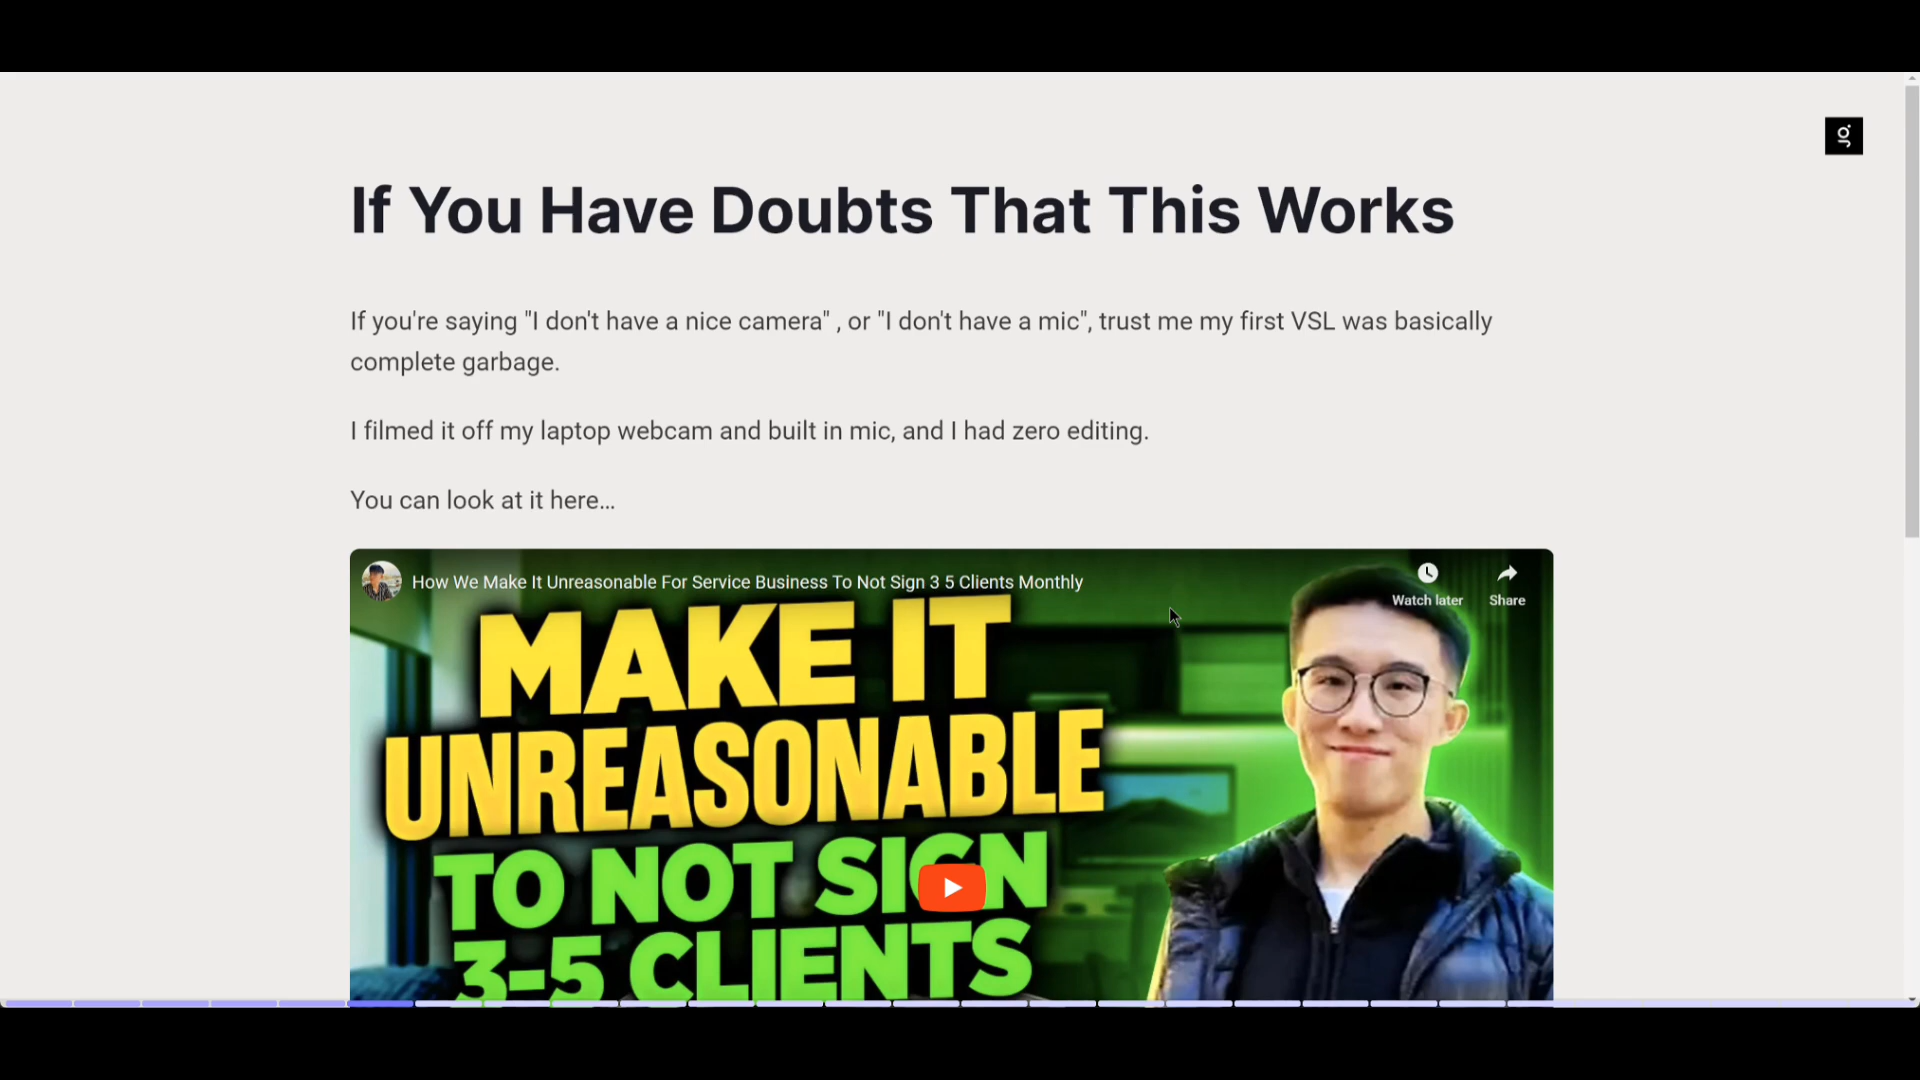 g
If You Have Doubts That This Works
If you're saying "I don't have a nice camera" , or "I don't have a mic", trust me my first VSL was basically
complete garbage.
I filmed it off my laptop webcam and built in mic, and I had zero editing.
You can look at it here...
How We Make It Unreasonable For Service Business To Not Sign 3 5 Clients Monthly
Watch later
Share
MAKE IT
UNREASONABLE
TO NOT SIGN
3-5 CLIENTS